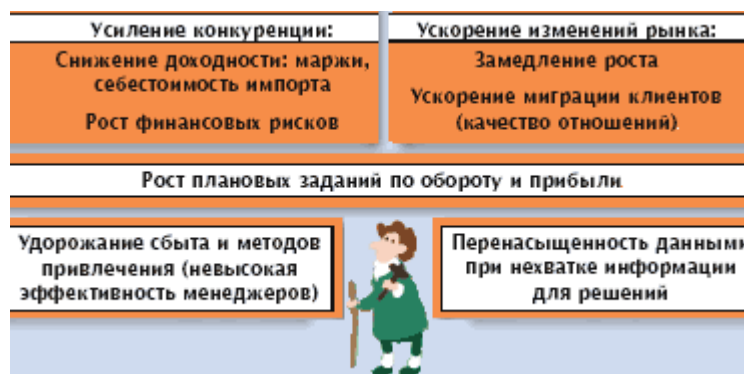 Усиление конкуренции:
Снижение доходности: маржи,
себестоимость импорта
Рост финансовых рисков
Ускорение изменений рынка:
Замедление роста
Ускорение миграции клиентов
(качество отношений)
Рост плановых заданий по обороту и прибыли
Удорожание сбыта и методов
привлечения (невысокая
эффективность менеджеров)
Перенасыщенность данными
при нехватке информации
для решений